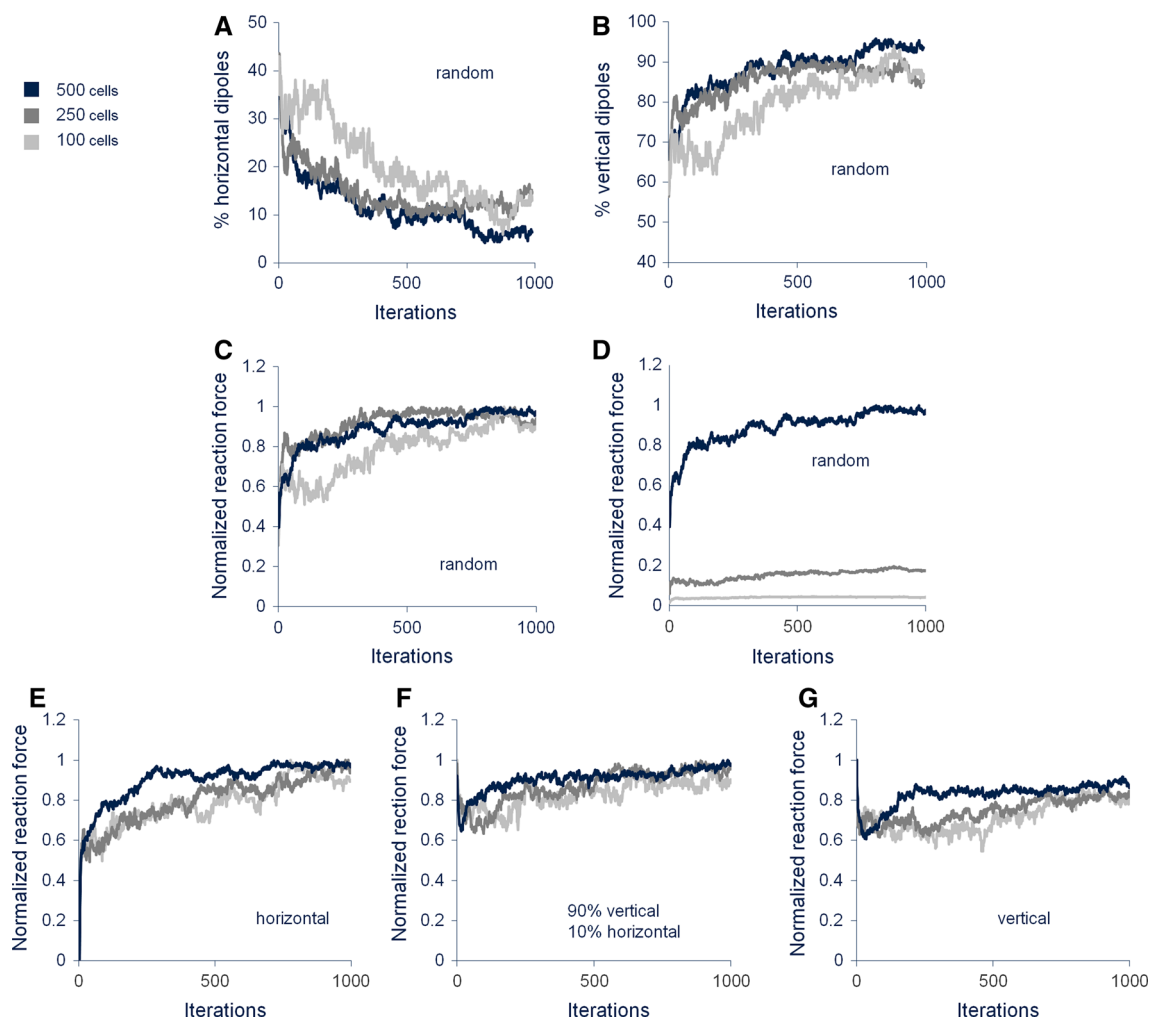 A
B
500 cells
250 cells
100 cells
% horizontal dipoles
50
40
30
20
10
0
random
0
500
1000
Iterations
% vertical dipoles
100
90
80
70
60
50
40
random
0
500
1000
Iterations
C
Normalized reaction force
1.2
1
0.8
0.6
0.4
0.2
0
random
0
500
1000
Iterations
D
Normalized reaction force
1.2
1
0.8
0.6
0.4
0.2
0
random
0
500
1000
Iterations
E
Normalized reaction force
1.2
1
0.8
0.6
0.4
0.2
0
horizontal
0
500
1000
Iterations
F
Normalized rection force
1.2
1
0.8
0.6
0.4
0.2
0
90% vertical
10% horizontal
0
500
1000
Iterations
G
Normalized reaction force
1.2
1
0.8
0.6
0.4
0.2
0
vertical
0
500
1000
Iterations